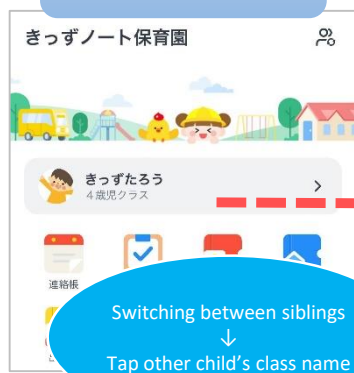 きっずノート保育園
きっずたろう
4歳児クラス
連絡帳
Switching between siblings
↓
Tap other child's class name